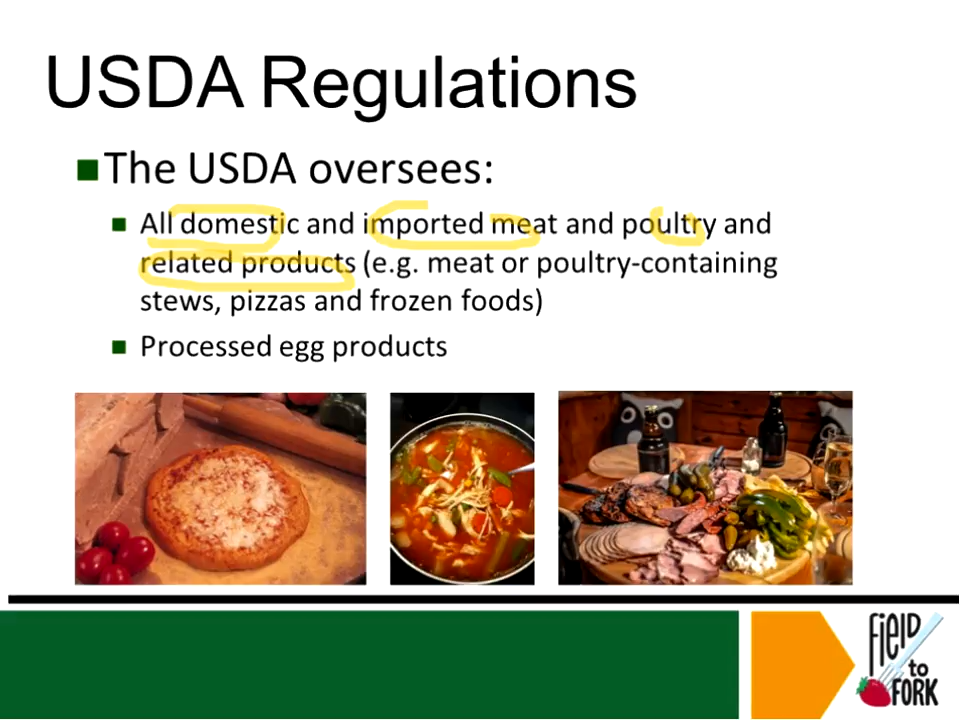 USDA Regulations
The USDA oversees:
All domestic and imported meat and poultry and
related products (e.g. meat or poultry-containing
stews, pizzas and frozen foods)
Processed egg products
FIELD
to
FORK